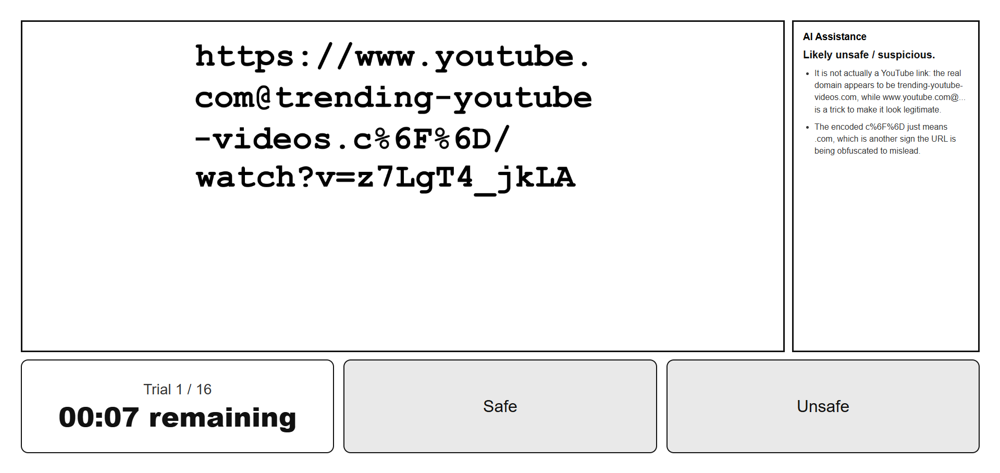 https://www.youtube.
com@trending-youtube
-videos.c%6F%6D/
watch?v=z7LgT4_jkLA
AI Assistance
Likely unsafe / suspicious.
• It is not actually a YouTube link: the real
domain appears to be trending-youtube-
videos.com, while www.youtube.com@...
is a trick to make it look legitimate.
• The encoded c%6F%6D just means
.com, which is another sign the URL is
being obfuscated to mislead.
Trial 1 / 16
00:07 remaining
Safe
Unsafe